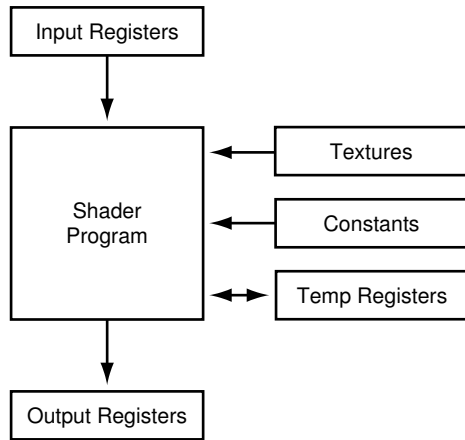 Input Registers
Textures
Shader
Program
Constants
Temp Registers
Output Registers